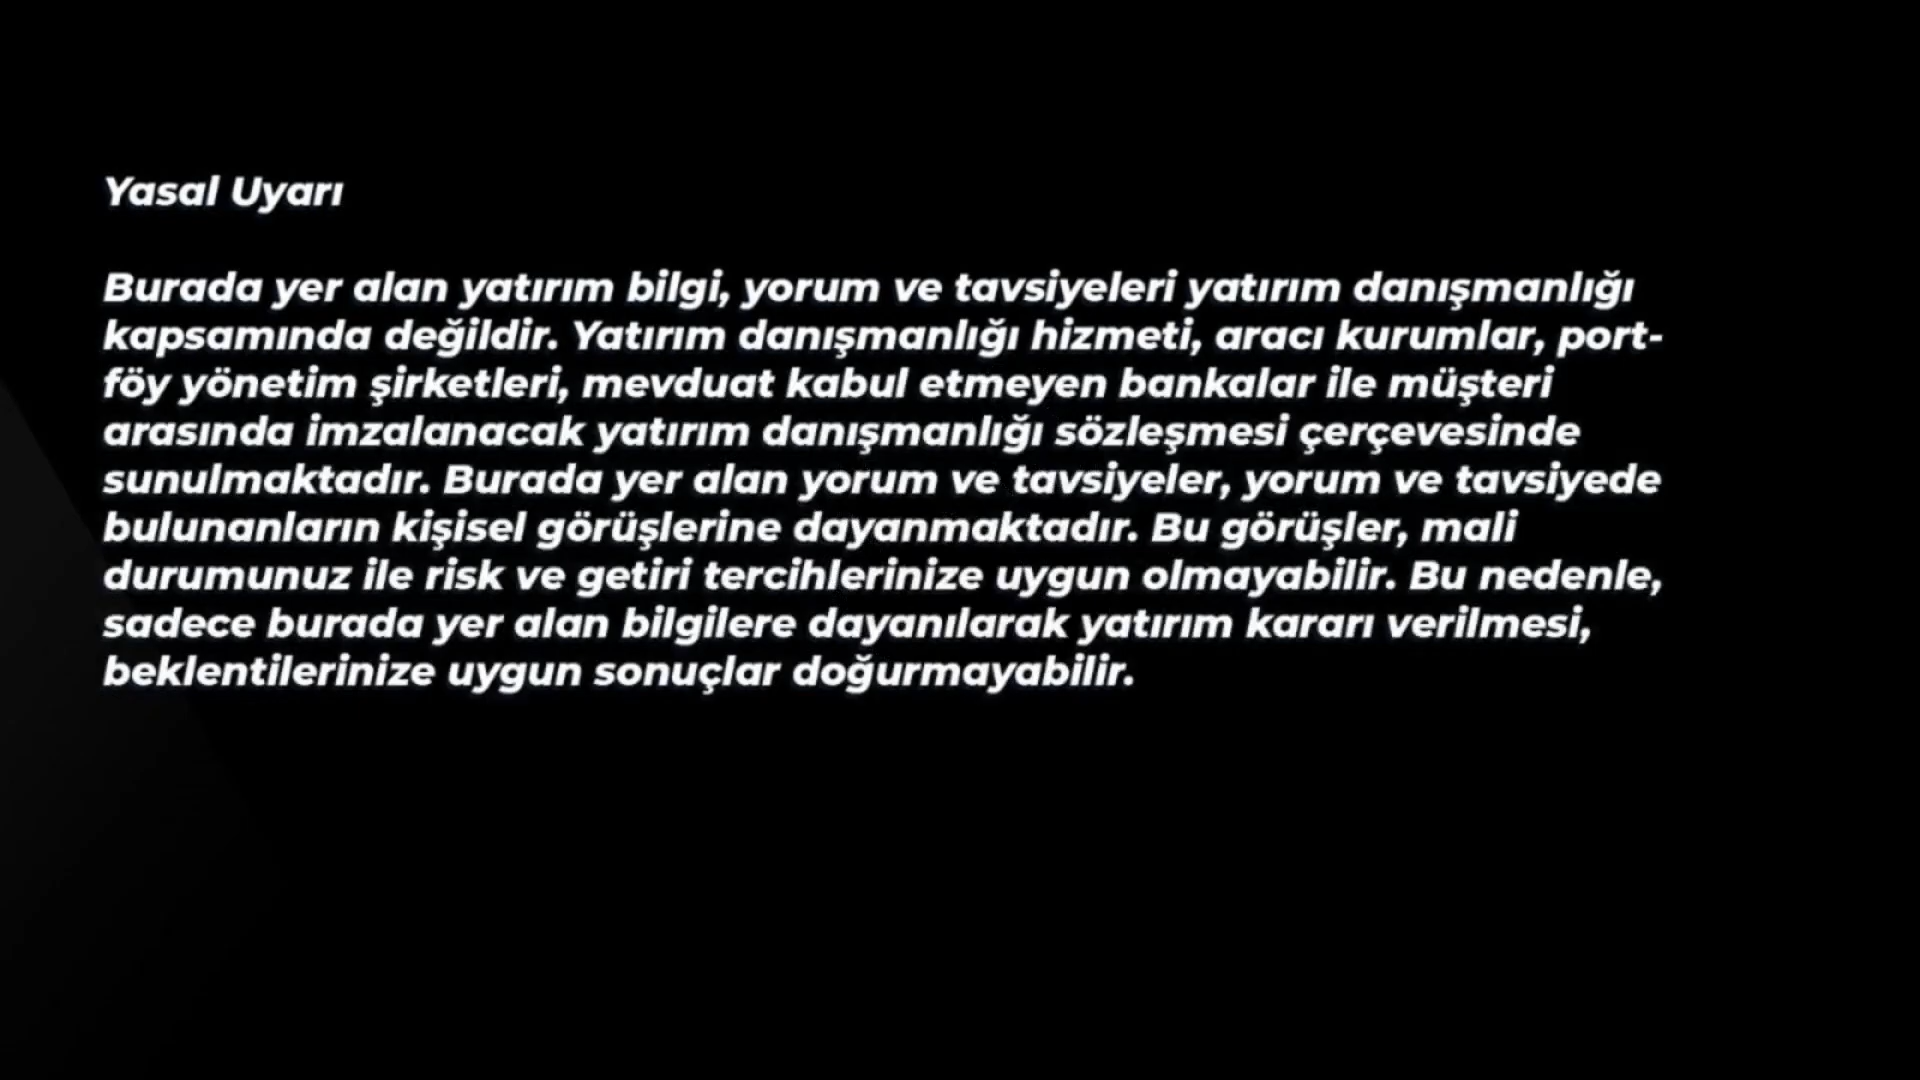 Yasal Uyarı
Burada yer alan yatırım bilgi, yorum ve tavsiyeleri yatırım danışmanlığı
kapsamında değildir. Yatırım danışmanlığı hizmeti, aracı kurumlar, port-
föy yönetim şirketleri, mevduat kabul etmeyen bankalar ile müşteri
arasında imzalanacak yatırım danışmanlığı sözleşmesi çerçevesinde
sunulmaktadır. Burada yer alan yorum ve tavsiyeler, yorum ve tavsiyede
bulunanların kişisel görüşlerine dayanmaktadır. Bu görüşler, mali
durumunuz ile risk ve getiri tercihlerinize uygun olmayabilir. Bu nedenle,
sadece burada yer alan bilgilere dayanılarak yatırım kararı verilmesi,
beklentilerinize uygun sonuçlar doğurmayabilir.